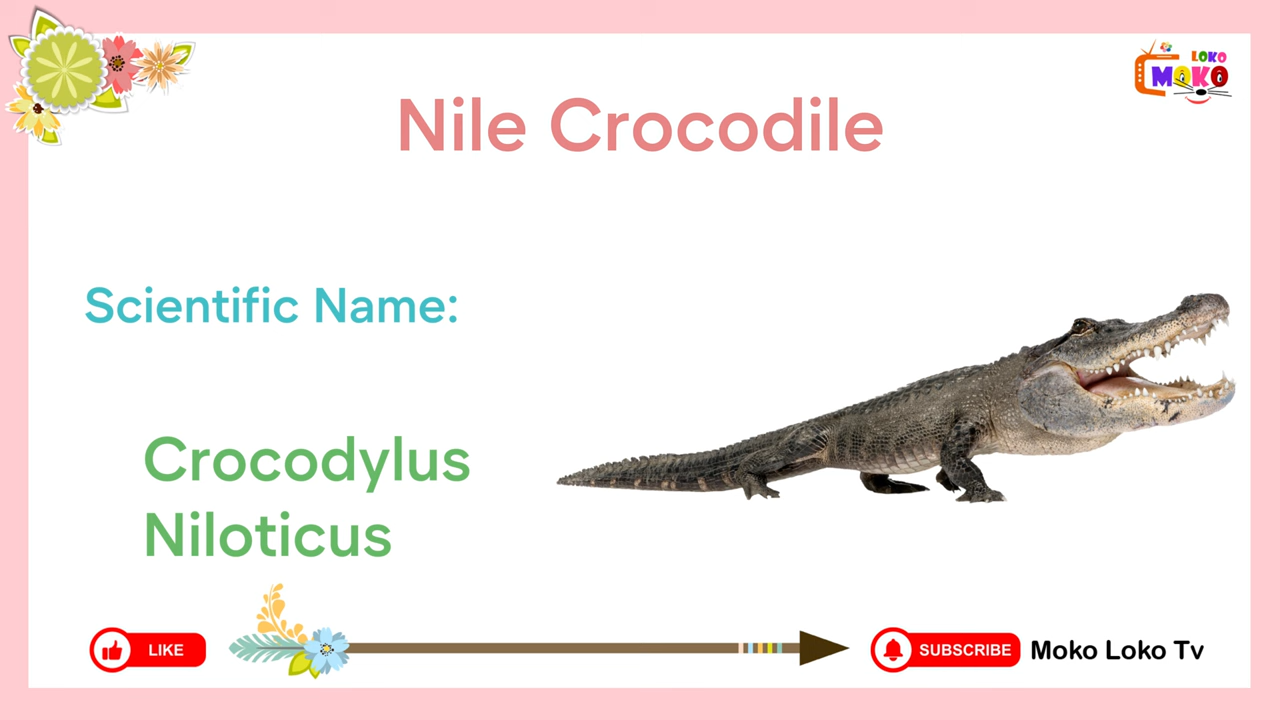 LOKO
MOKO
Nile Crocodile
Scientific Name:
Crocodylus
Niloticus
LIKE
SUBSCRIBE
Moko Loko Tv